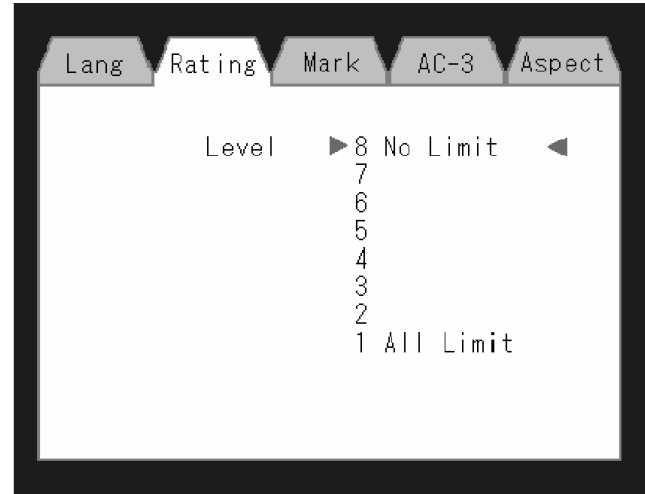 Lang Rating Mark AC-3 Aspect
Level ▶ 8 No Limit ◀
7
6
5
4
3
2
1 All Limit